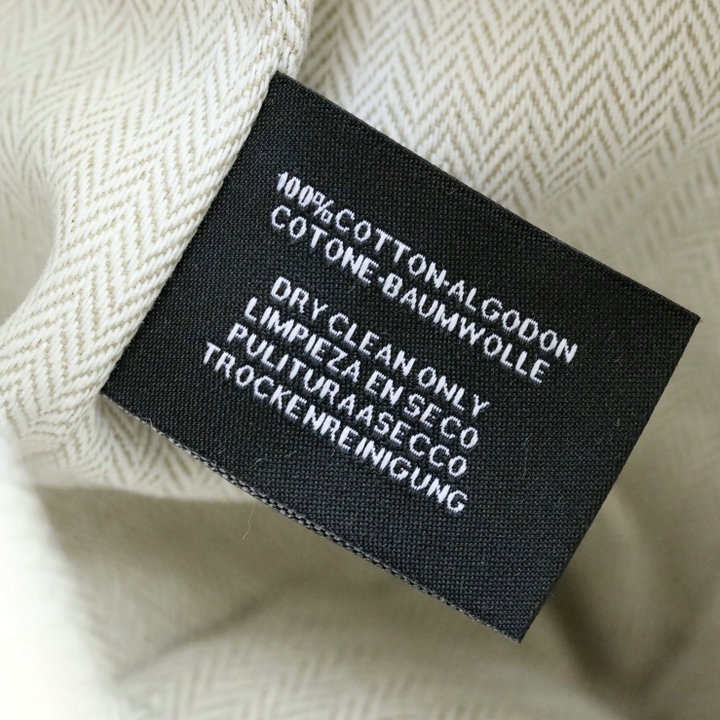 100%COTTON-ALGODON
COTONE-BAUMWOLLE
DRY CLEAN ONLY
LIMPIEZA EN SECO
PULITURA A SECCO
TROCKENREINIGUNG